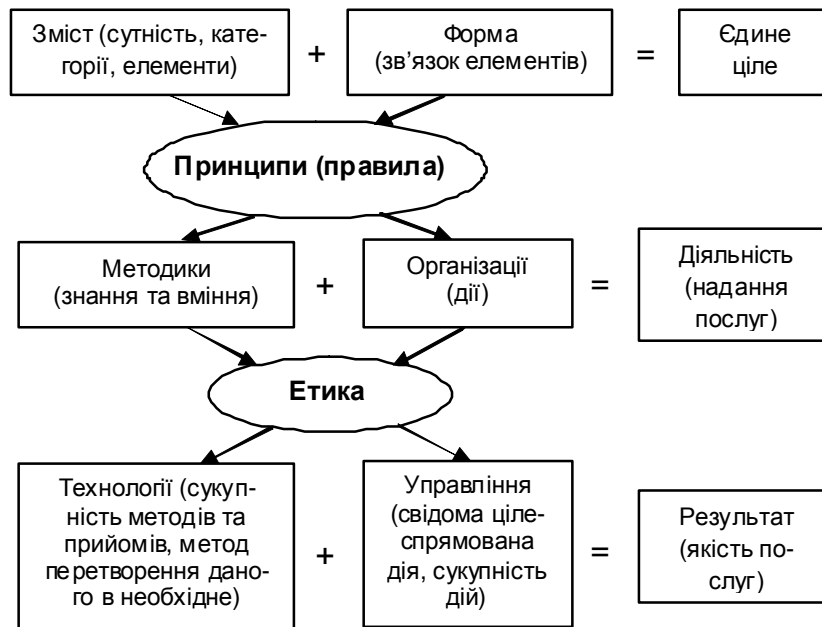 Зміст (сутність, кате-
горії, елементи)
+
Форма
(зв’язок елементів)
=
Єдине
ціле
Принципи (правила)
Методики
(знання та вміння)
+
Організації
(дії)
=
Діяльність
(надання
послуг)
Етика
Технології (сукуп-
ність методів та
прийомів, метод
перетворення дано-
го в необхідне)
+
Управління
(свідома ціле-
спрямована
дія, сукупність
дій)
=
Результат
(якість по-
слуг)